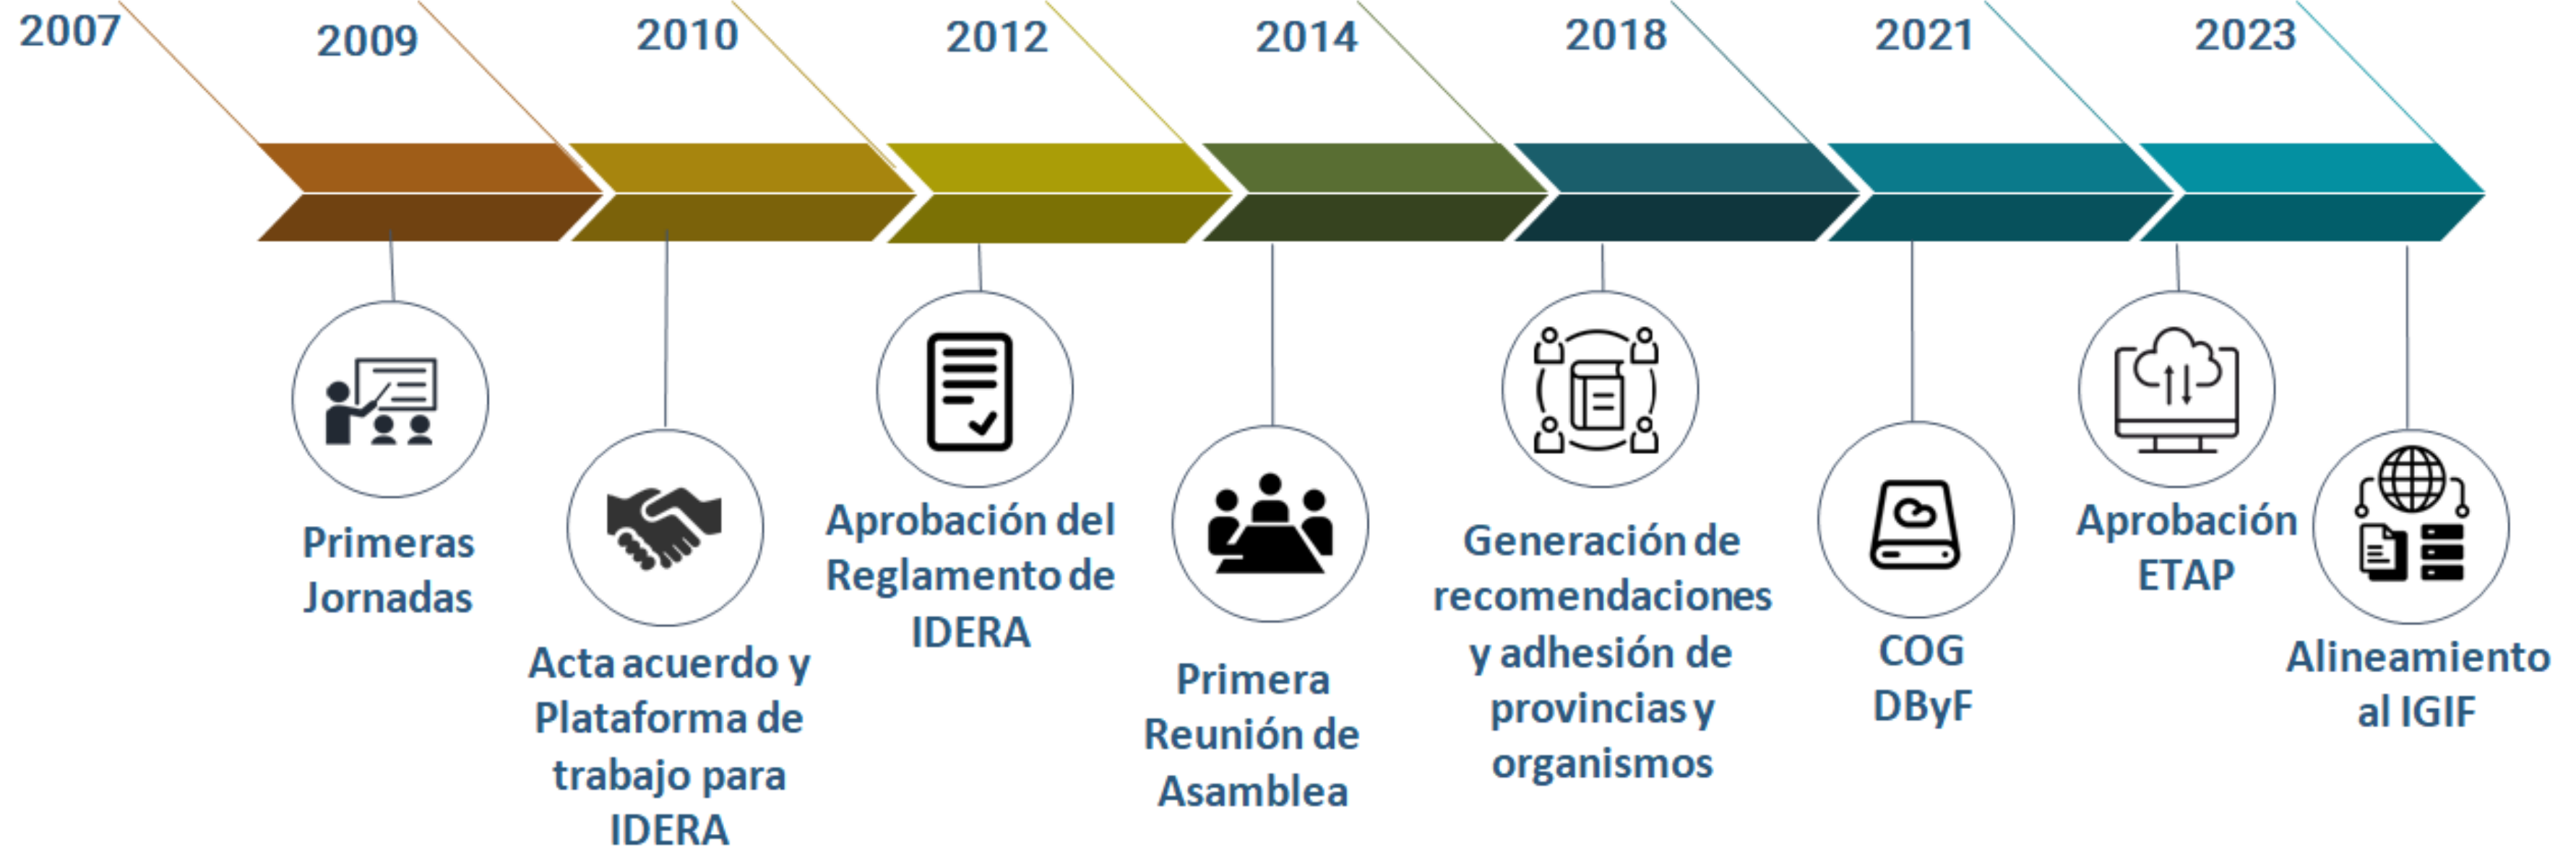 2007
2009
2010
2012
2014
2018
2021
2023
Primeras
Jornadas
Acta acuerdo y
Plataforma de
trabajo para
IDERA
Aprobación del
Reglamento de
IDERA
Primera
Reunión de
Asamblea
Generación de
recomendaciones
y adhesión de
provincias y
organismos
COG
DByF
Aprobación
ETAP
Alineamiento
al IGIF